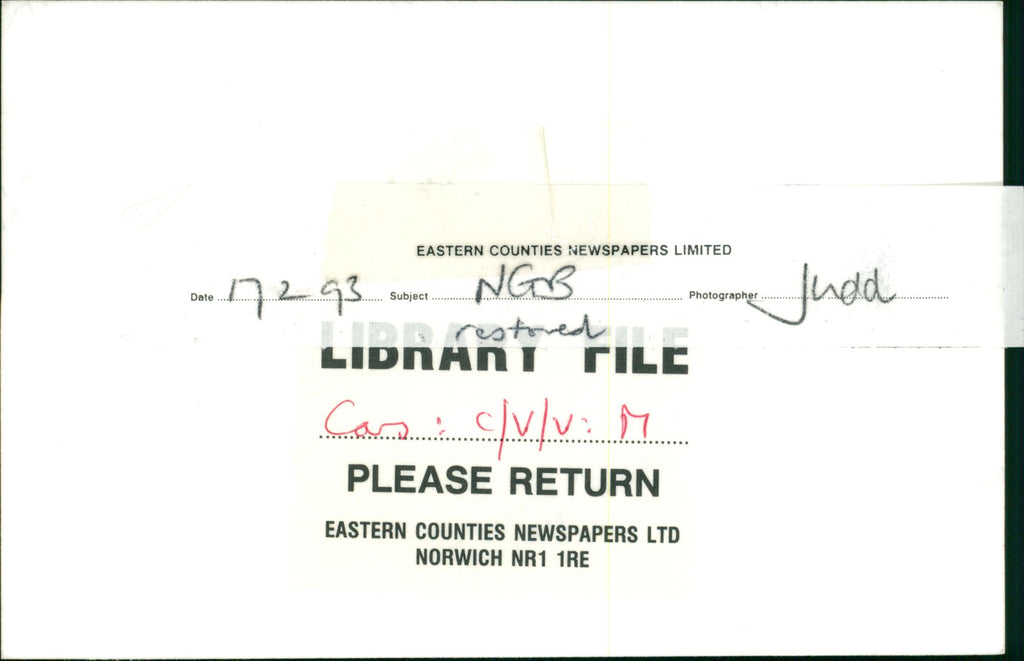 EASTERN COUNTIES NEWSPAPERS LIMITED
Date 17 2 93 Subject NGB Photographer Judd
restored
LIBRARY FILE
Cars : C/V/V: M
PLEASE RETURN
EASTERN COUNTIES NEWSPAPERS LTD
NORWICH NR1 1RE